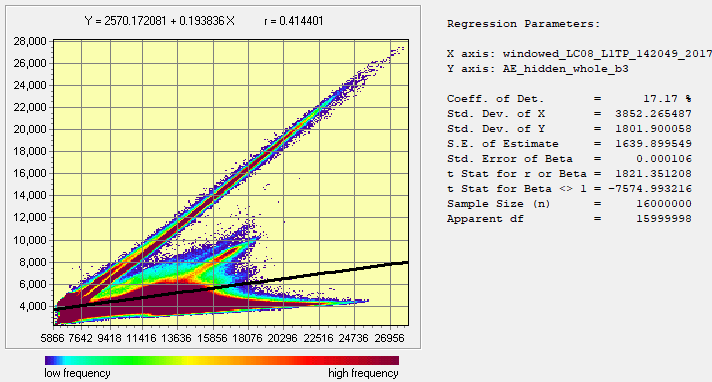 Y = 2570.172081 + 0.193836 X r = 0.414401
28,000
26,000
24,000
22,000
20,000
18,000
16,000
14,000
12,000
10,000
8,000
6,000
4,000
5866 7642 9418 11416 13636 15856 18076 20296 22516 24736 26956
low frequency high frequency
Regression Parameters:
X axis: windowed_LC08_L1TP_142049_2017
Y axis: AE_hidden_whole_b3
Coeff. of Det. = 17.17 %
Std. Dev. of X = 3852.265487
Std. Dev. of Y = 1801.900058
S.E. of Estimate = 1639.899549
Std. Error of Beta = 0.000106
t Stat for r or Beta = 1821.351208
t Stat for Beta <> 1 = -7574.993216
Sample Size (n) = 16000000
Apparent df = 15999998